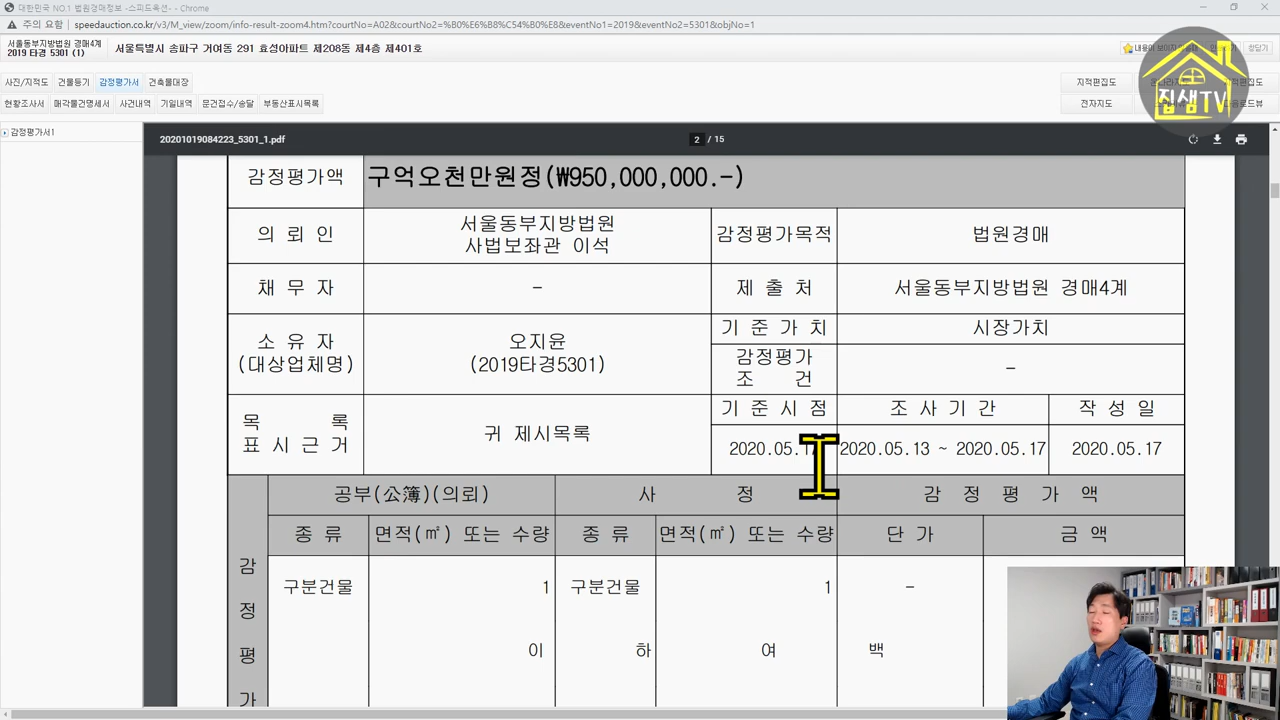 대한민국 NO.1 법원경매정보 -스피드옥션- - Chrome
주의 요함 speedauction.co.kr/v3/M_view/zoom/info-result-zoom4.htm?courtNo=A02&courtNo2=%B0%E6%B8%C54%B0%E8&eventNo1=2019&eventNo2=5301&objNo=1
서울동부지방법원 경매4계
2019 타경 5301 (1)
서울특별시 송파구 거여동 291 효성아파트 제208동 제4층 제401호
창닫기
사진/지적도 건물등기 감정평가서 건축물대장
지적편집도
현황조사서 매각물건명세서 사건내역 기일내역 문건접수/송달 부동산표시목록
전자지도
집샘TV
감정평가서1
20201019084223_5301_1.pdf
2 / 15
감정평가액 구억오천만원정(₩950,000,000.-)
의 뢰 인
서울동부지방법원
사법보좌관 이석
감정평가목적 법원경매
채 무 자 - 제 출 처 서울동부지방법원 경매4계
소 유 자
(대상업체명)
오지윤
(2019타경5301)
기 준 가 치 시장가치
감정평가
조 건
-
목 록
표 시 근 거
귀 제시목록
기 준 시 점 조 사 기 간 작 성 일
2020.05.17 2020.05.13 ~ 2020.05.17 2020.05.17
공부(公簿)(의뢰) 사 정 감 정 평 가 액
종 류 면적(㎡) 또는 수량 종 류 면적(㎡) 또는 수량 단 가 금 액
감
정
평
가
구분건물 1 구분건물 1 -
이 하 여 백